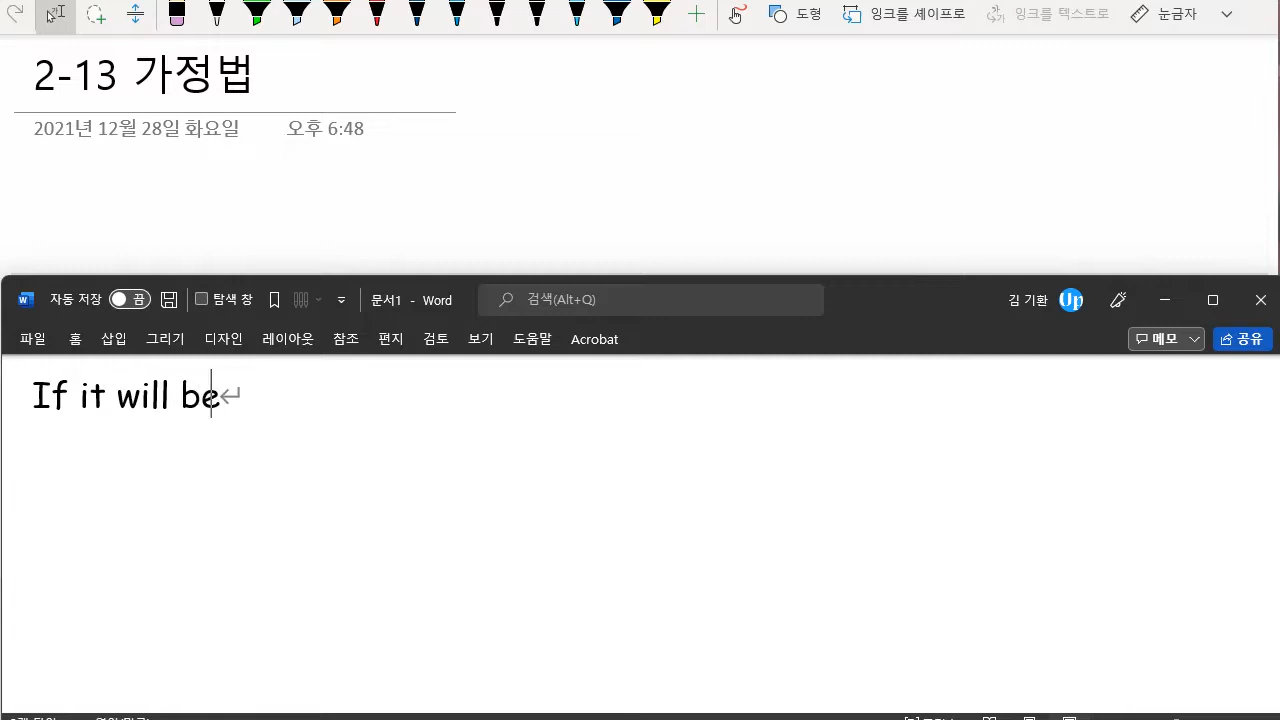 도형 잉크를 셰이프로 잉크를 텍스트로 눈금자
2-13 가정법
2021년 12월 28일 화요일 오후 6:48
자동 저장 끔 탐색 창 문서1 - Word 검색(Alt+Q) 김 기환 Up
파일 홈 삽입 그리기 디자인 레이아웃 참조 편지 검토 보기 도움말 Acrobat 메모 공유
If it will be